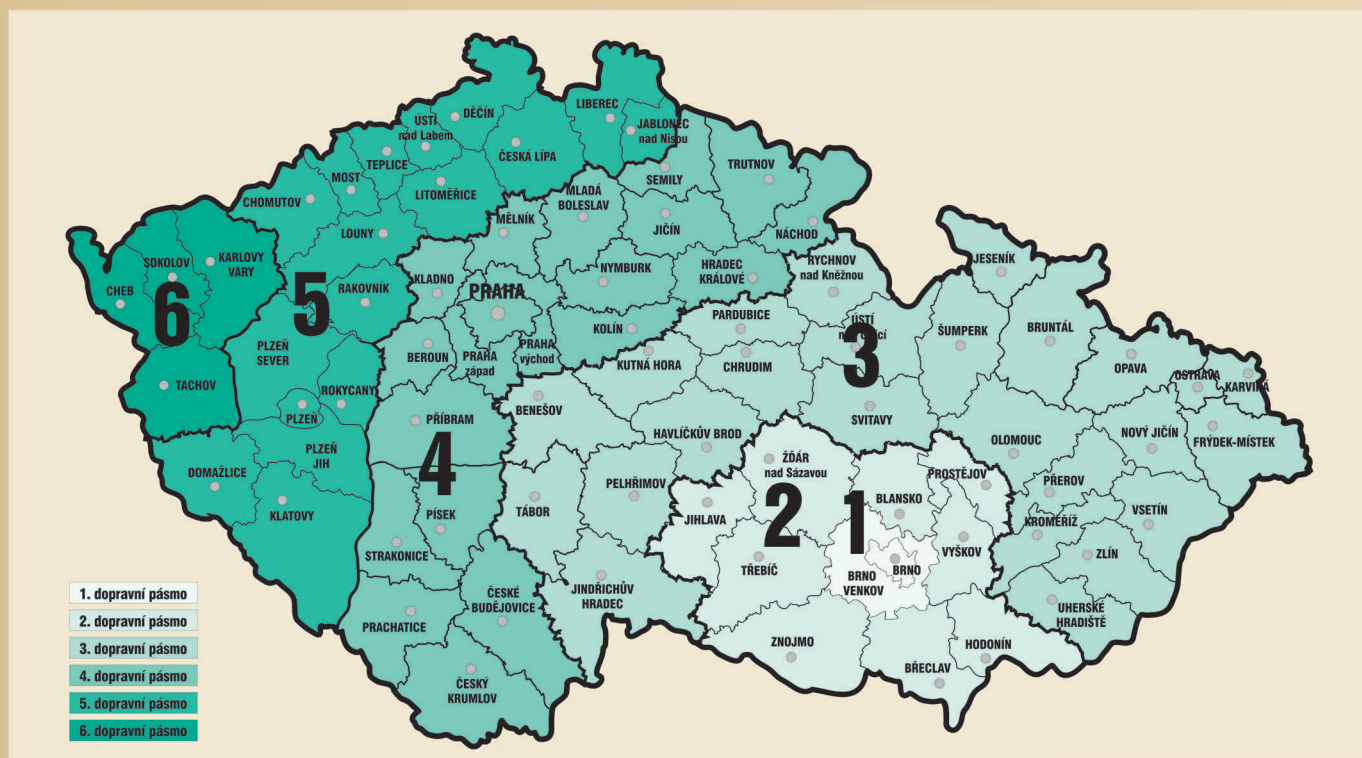 DĚČÍN
ÚSTÍ
nad Labem
LIBEREC
JABLONEC
nad Nisou
TEPLICE
ČESKÁ LÍPA
MOST
LITOMĚŘICE
CHOMUTOV
LOUNY
SEMILY
TRUTNOV
MLADÁ
BOLESLAV
MĚLNÍK
JIČÍN
NÁCHOD
SOKOLOV
KARLOVY
VARY
CHEB
6
5
RAKOVNÍK
KLADNO
PRAHA
NYMBURK
HRADEC
KRÁLOVÉ
RYCHNOV
nad Kněžnou
JESENÍK
PLZEŇ
SEVER
BEROUN
PRAHA
západ
PRAHA
východ
KOLÍN
PARDUBICE
KUTNÁ HORA
CHRUDIM
ÚSTÍ
3
ŠUMPERK
BRUNTÁL
OPAVA
OSTRAVA
KARVINÁ
TACHOV
ROKYCANY
PLZEŇ
PŘÍBRAM
BENEŠOV
SVITAVY
4
HAVLÍČKŮV BROD
OLOMOUC
NOVÝ JIČÍN
FRÝDEK-MÍSTEK
DOMAŽLICE
PLZEŇ
JIH
KLATOVY
PELHŘIMOV
ŽĎÁR
nad Sázavou
2
1
PROSTĚJOV
BLANSKO
PŘEROV
VSETÍN
TÁBOR
JIHLAVA
PÍSEK
STRAKONICE
KROMĚŘÍŽ
VYŠKOV
ZLÍN
TŘEBÍČ
BRNO
BRNO
VENKOV
JINDŘICHŮV
HRADEC
ČESKÉ
BUDĚJOVICE
PRACHATICE
UHERSKÉ
HRADIŠTĚ
ZNOJMO
HODONÍN
BŘECLAV
ČESKÝ
KRUMLOV
1. dopravní pásmo
2. dopravní pásmo
3. dopravní pásmo
4. dopravní pásmo
5. dopravní pásmo
6. dopravní pásmo